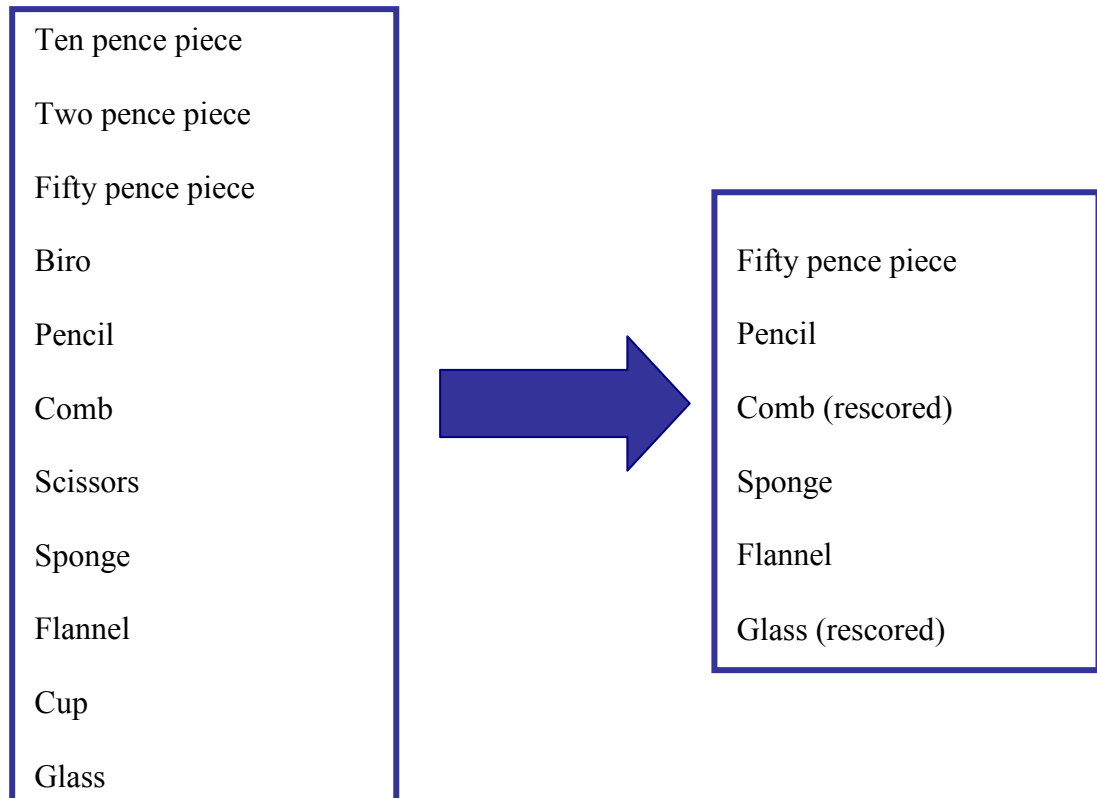 Ten pence piece
Two pence piece
Fifty pence piece
Biro
Pencil
Comb
Scissors
Sponge
Flannel
Cup
Glass
Fifty pence piece
Pencil
Comb (rescored)
Sponge
Flannel
Glass (rescored)